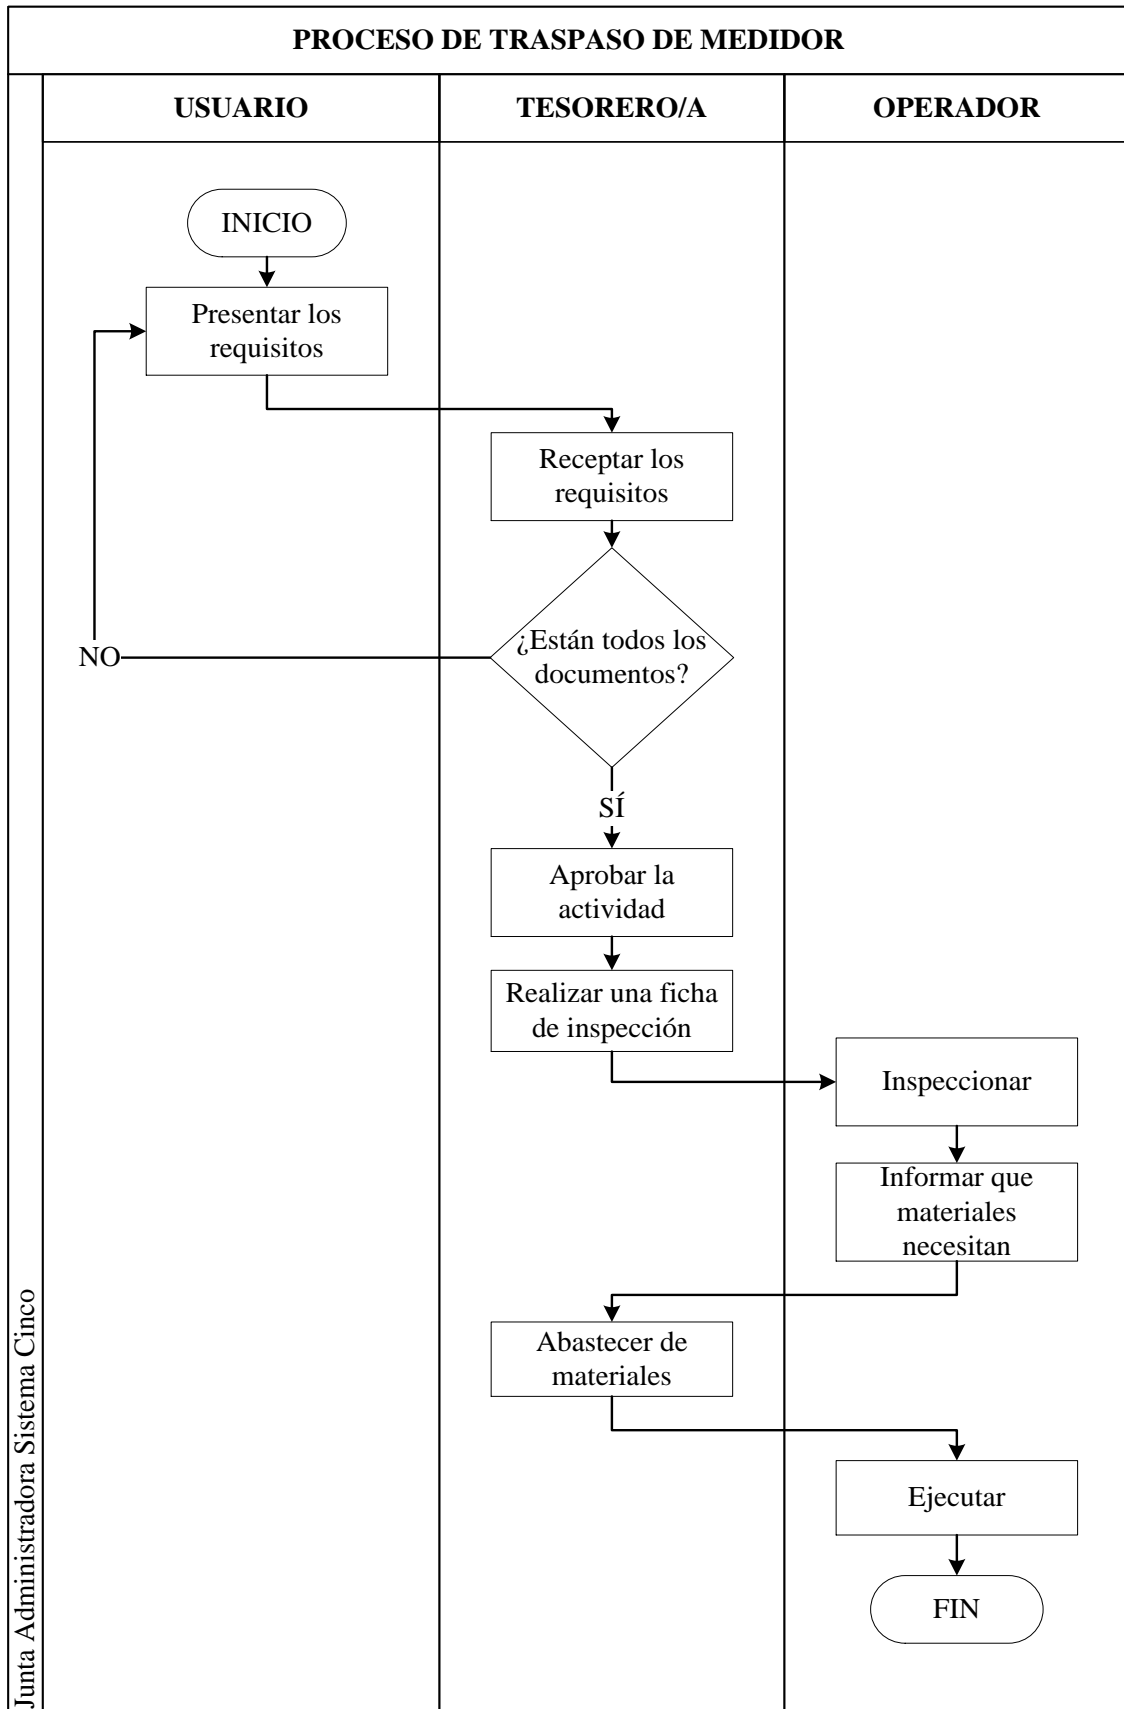 PROCESO DE TRASPASO DE MEDIDOR
USUARIO
TESORERO/A
OPERADOR
INICIO
Presentar los
requisitos
Receptar los
requisitos
¿Están todos los
documentos?
NO
SÍ
Aprobar la
actividad
Realizar una ficha
de inspección
Inspeccionar
Informar que
materiales
necesitan
Abastecer de
materiales
Ejecutar
FIN
Junta Administradora Sistema Cinco